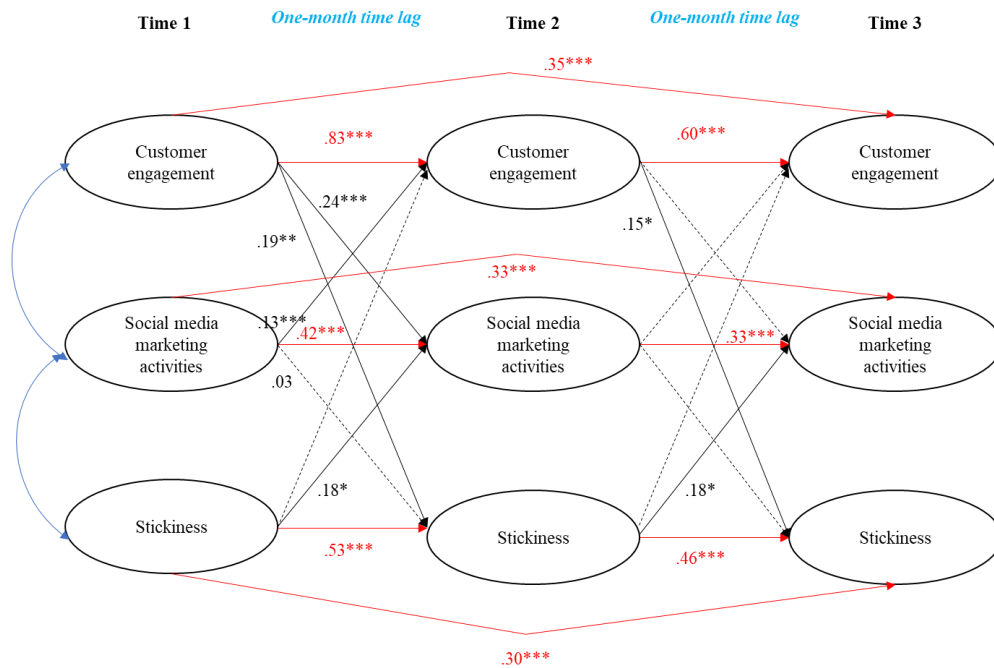 One-month time lag
One-month time lag
Time 1
Time 2
Time 3
.35***
Customer
engagement
.83***
Customer
engagement
.60***
Customer
engagement
.24***
.19**
.15*
.33***
Social media
marketing
activities
.13***
.42***
Social media
marketing
activities
.33***
Social media
marketing
activities
.03
.18*
.18*
Stickiness
Stickiness
Stickiness
.53***
.46***
.30***